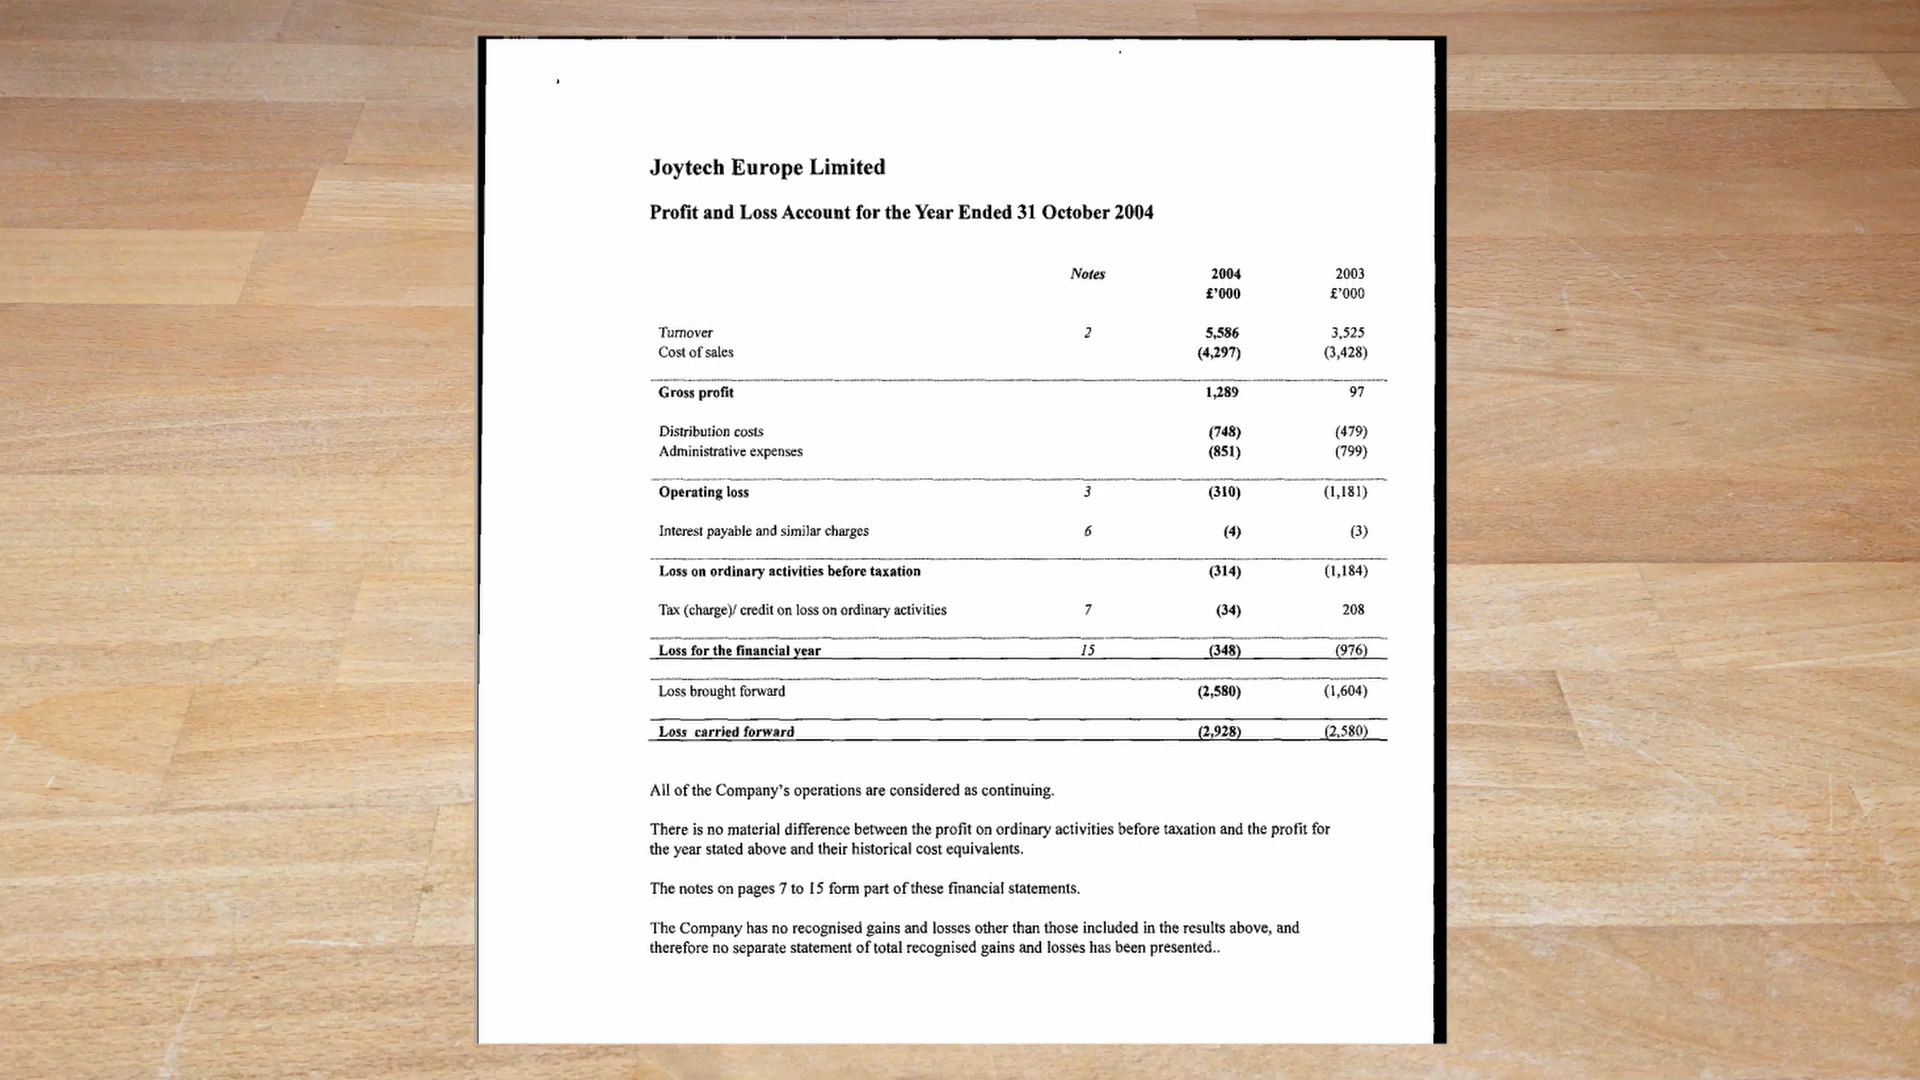 Joytech Europe Limited
Profit and Loss Account for the Year Ended 31 October 2004
Notes 2004 2003
£’000 £’000
Turnover 2 5,586 3,525
Cost of sales (4,297) (3,428)
Gross profit 1,289 97
Distribution costs (748) (479)
Administrative expenses (851) (799)
Operating loss 3 (310) (1,181)
Interest payable and similar charges 6 (4) (3)
Loss on ordinary activities before taxation (314) (1,184)
Tax (charge)/ credit on loss on ordinary activities 7 (34) 208
Loss for the financial year 15 (348) (976)
Loss brought forward (2,580) (1,604)
Loss carried forward (2,928) (2,580)
All of the Company’s operations are considered as continuing.
There is no material difference between the profit on ordinary activities before taxation and the profit for
the year stated above and their historical cost equivalents.
The notes on pages 7 to 15 form part of these financial statements.
The Company has no recognised gains and losses other than those included in the results above, and
therefore no separate statement of total recognised gains and losses has been presented..